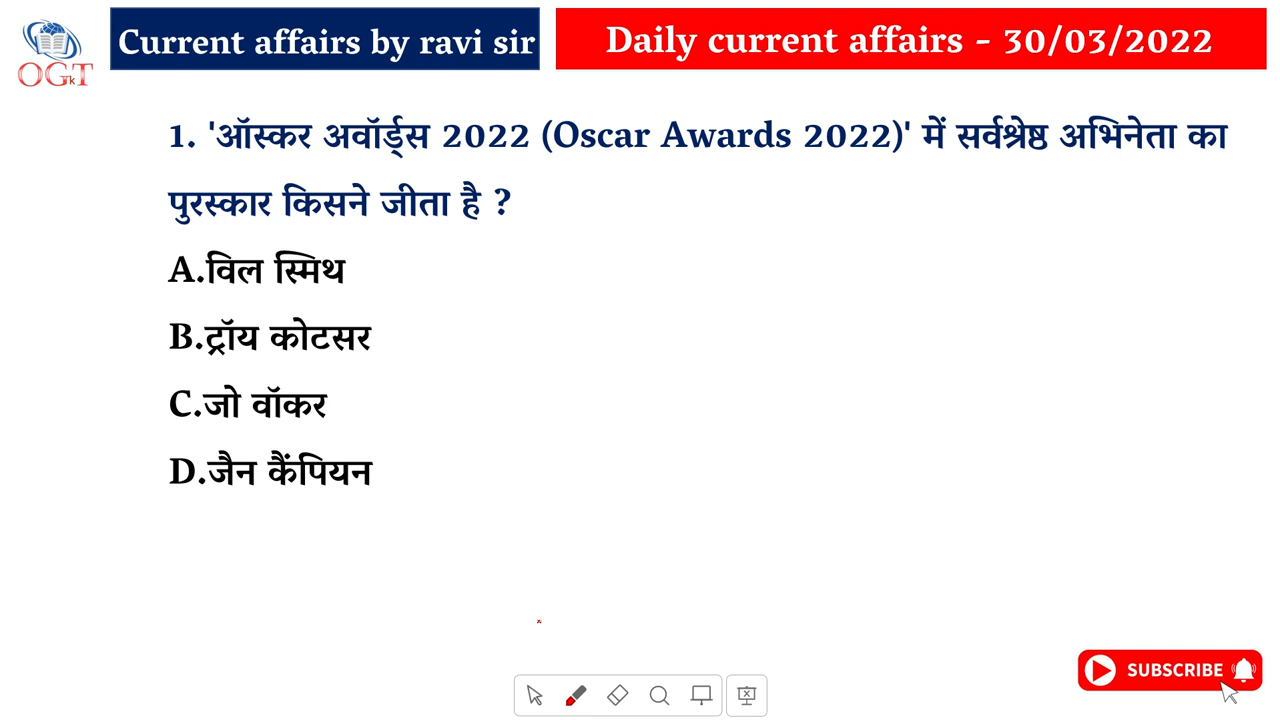 Current affairs by ravi sir
Daily current affairs - 30/03/2022
OGTrk
1. 'ऑस्कर अवॉर्ड्स 2022 (Oscar Awards 2022)' में सर्वश्रेष्ठ अभिनेता का
पुरस्कार किसने जीता है ?
A.विल स्मिथ
B.ट्रॉय कोटसर
C.जो वॉकर
D.जैन कैंपियन
SUBSCRIBE